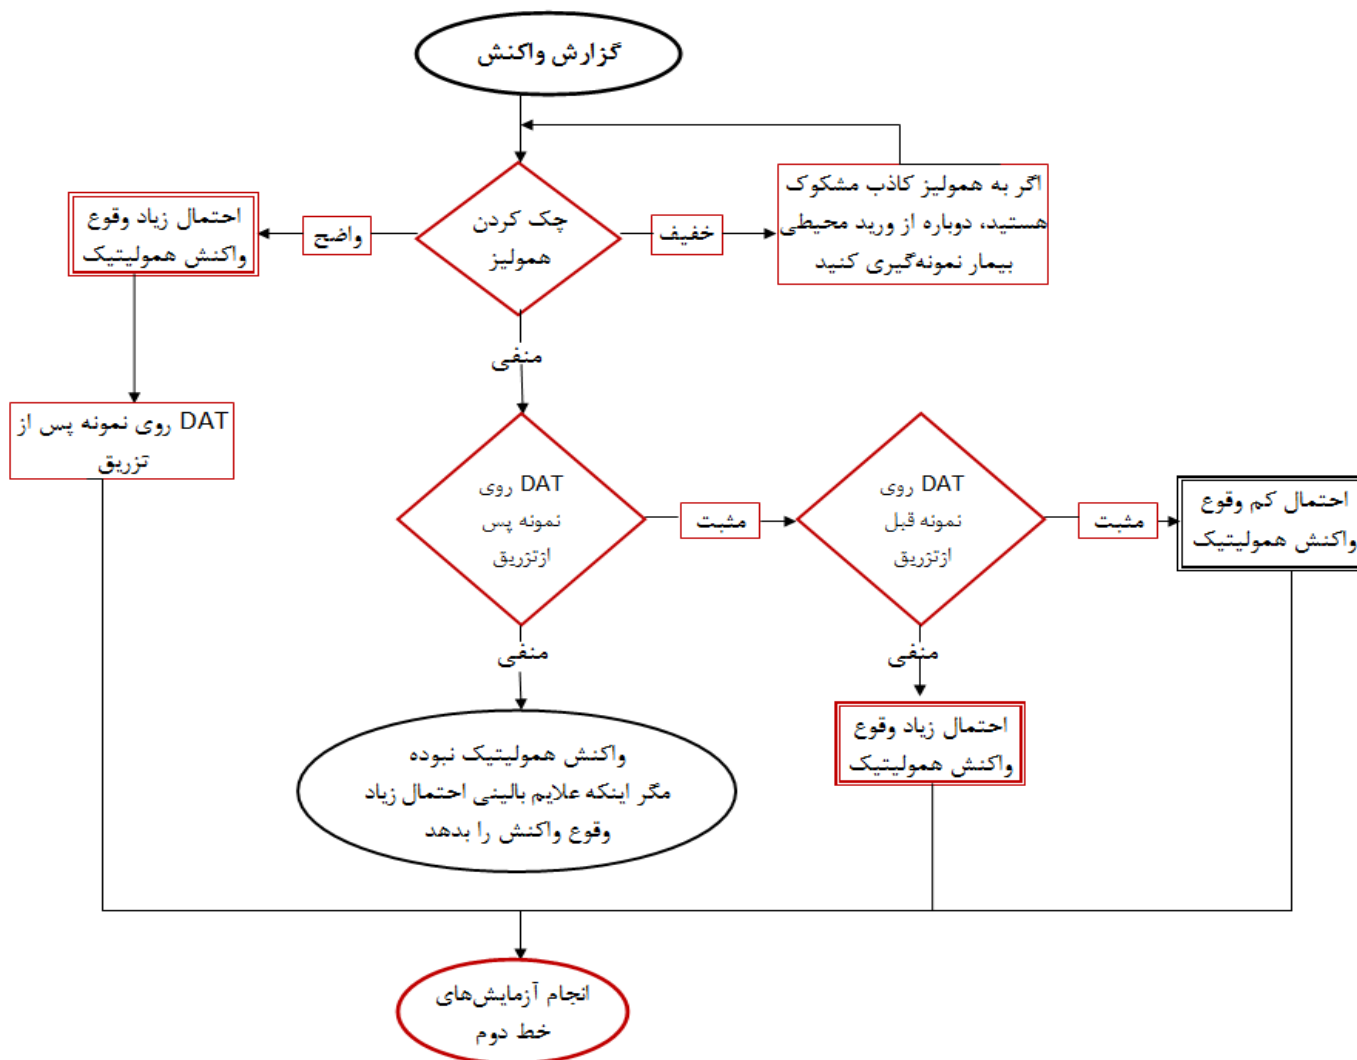 گزارش واکنش
اگر به همولیز کاذب مشکوک
هستید، دوباره از ورید محیطی
بیمار نمونه‌گیری کنید
خفیف
چک کردن
همولیز
واضح
احتمال زیاد وقوع
واکنش همولیتیک
منفی
DAT روی نمونه پس از
تزریق
DAT روی
نمونه پس
ازتزریق
مثبت
DAT روی
نمونه قبل
ازتزریق
مثبت
احتمال کم وقوع
واکنش همولیتیک
منفی
منفی
احتمال زیاد وقوع
واکنش همولیتیک
واکنش همولیتیک نبوده
مگر اینکه علایم بالینی احتمال زیاد
وقوع واکنش را بدهد
انجام آزمایش‌های
خط دوم